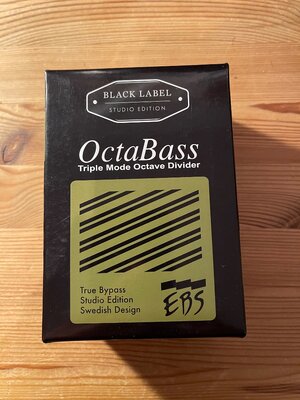 BLACK LABEL
STUDIO EDITION
OctaBass
Triple Mode Octave Divider
True Bypass
Studio Edition
Swedish Design
EBS